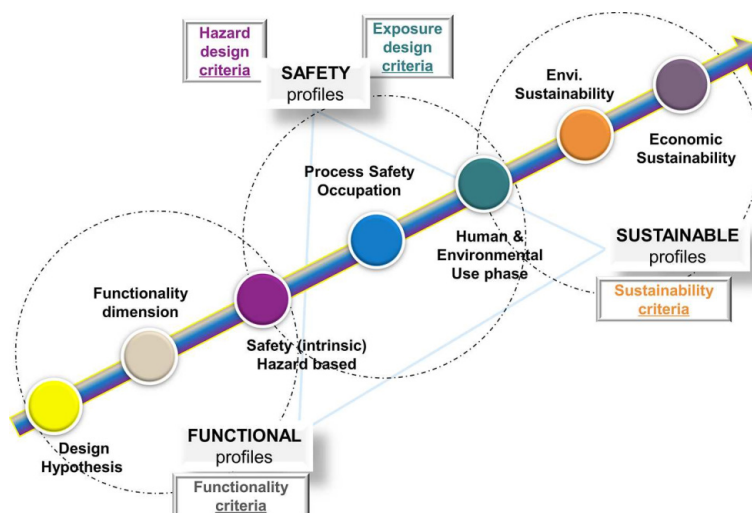 Hazard
design
criteria
Exposure
design
criteria
SAFETY
profiles
Envi.
Sustainability
Economic
Sustainability
Process Safety
Occupation
Human &
Environmental
Use phase
SUSTAINABLE
profiles
Sustainability
criteria
Functionality
dimension
Safety (intrinsic)
Hazard based
Design
Hypothesis
FUNCTIONAL
profiles
Functionality
criteria